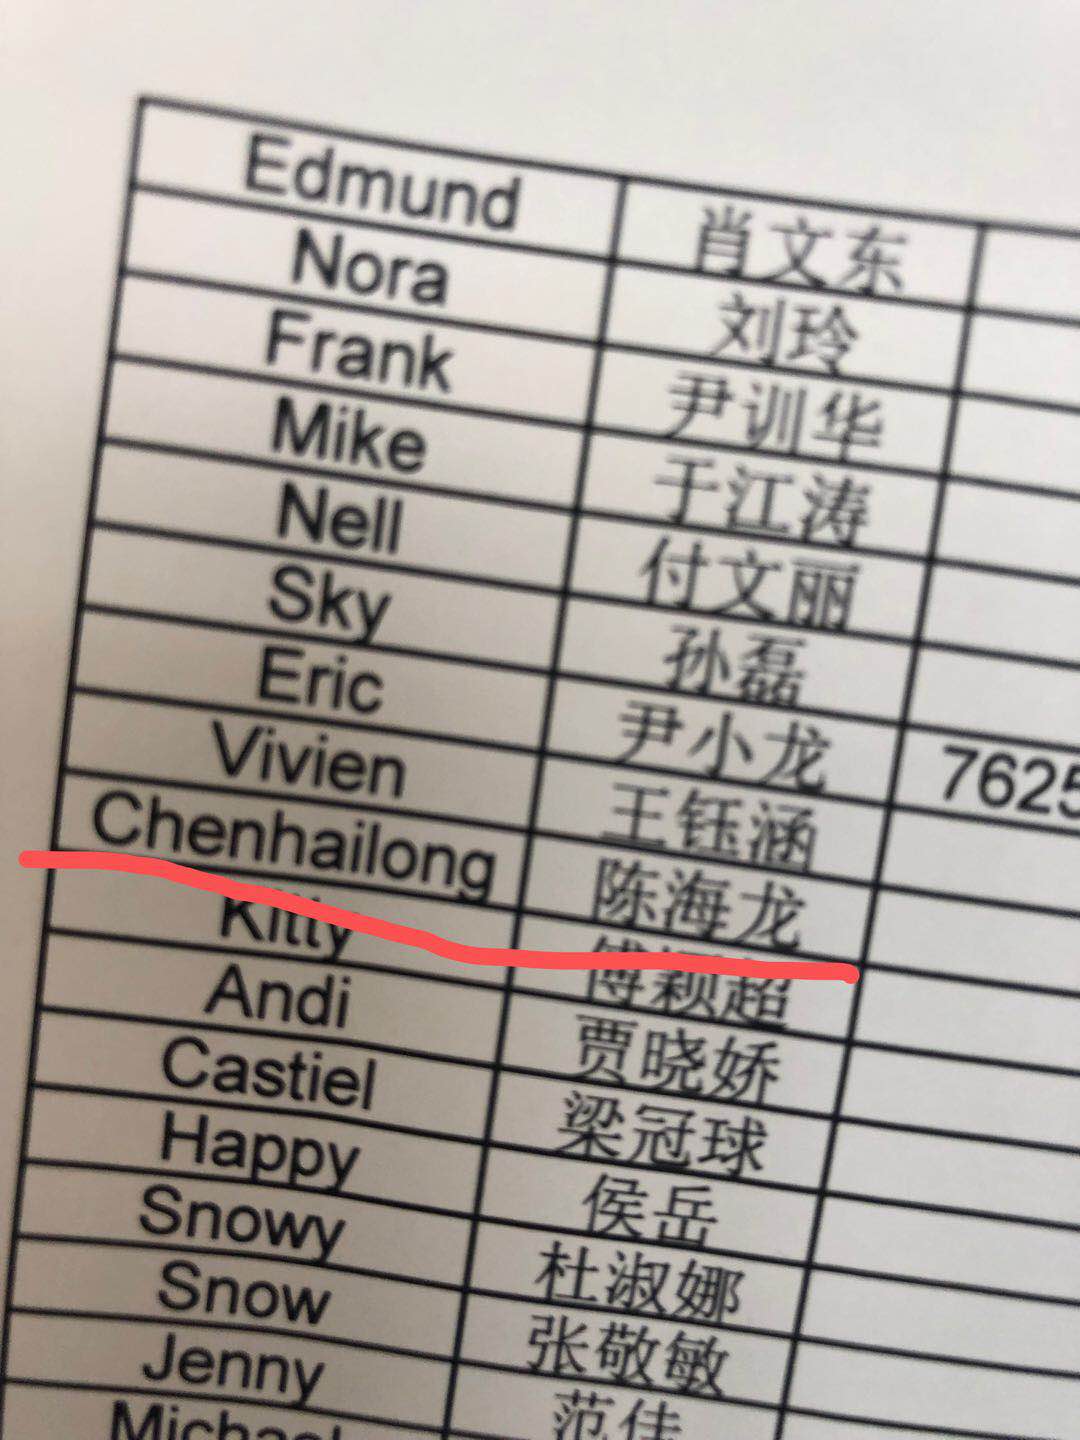 Edmund 肖文东
Nora 刘玲
Frank 尹训华
Mike 于江涛
Nell 付文丽
Sky 孙磊
Eric 尹小龙 7625
Vivien 王钰涵
Chenhailong 陈海龙
Kitty 傅颖超
Andi 贾晓娇
Castiel 梁冠球
Happy 侯岳
Snowy 杜淑娜
Snow 张敬敏
Jenny 范佳